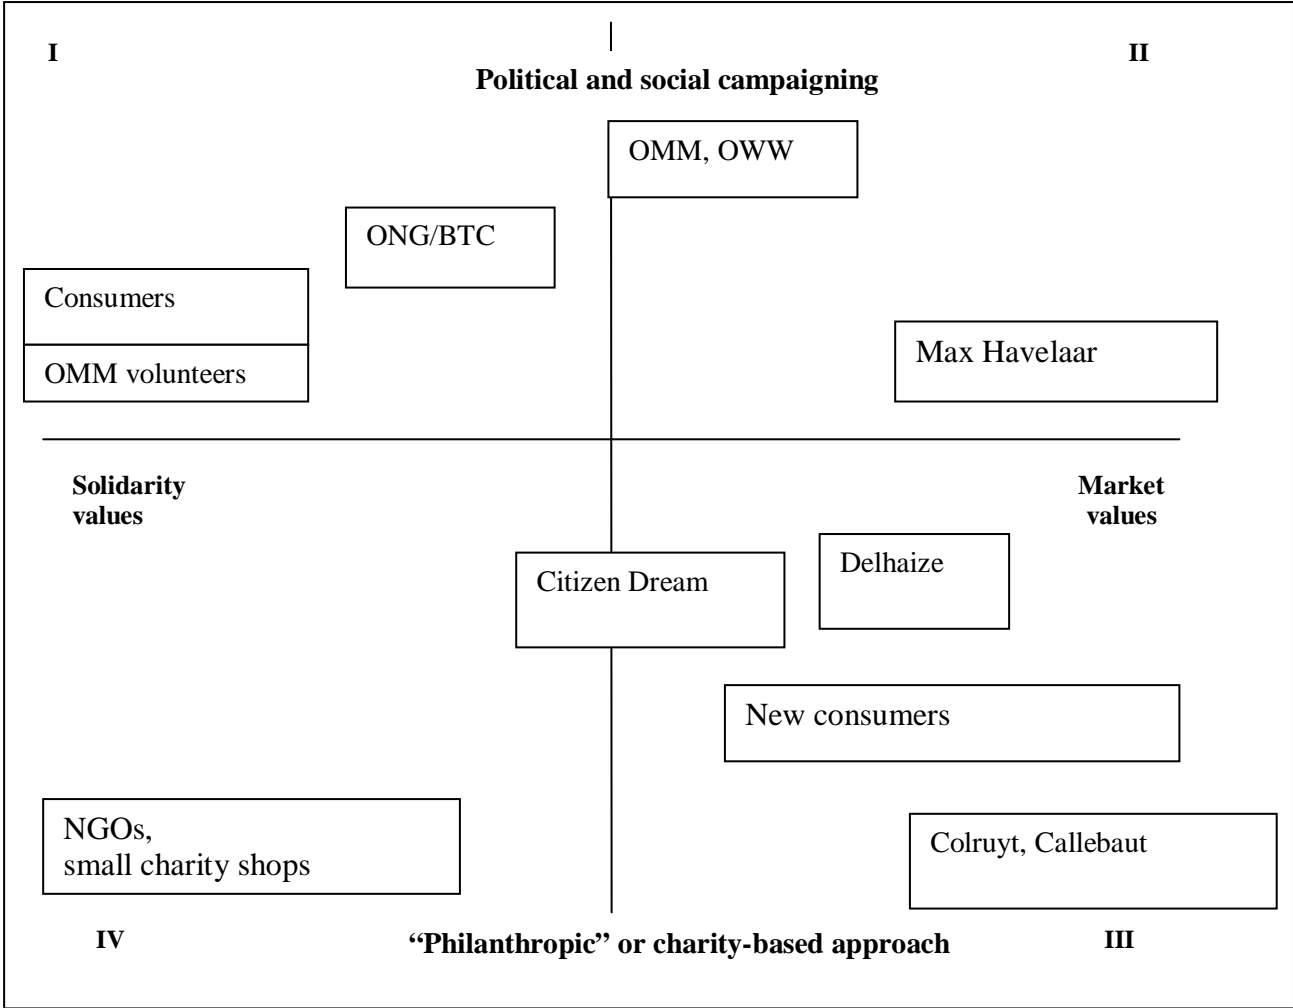 I
II
Political and social campaigning
OMM, OWW
ONG/BTC
Consumers
OMM volunteers
Max Havelaar
Solidarity
values
Market
values
Citizen Dream
Delhaize
New consumers
NGOs,
small charity shops
Colruyt, Callebaut
IV
“Philanthropic” or charity-based approach
III